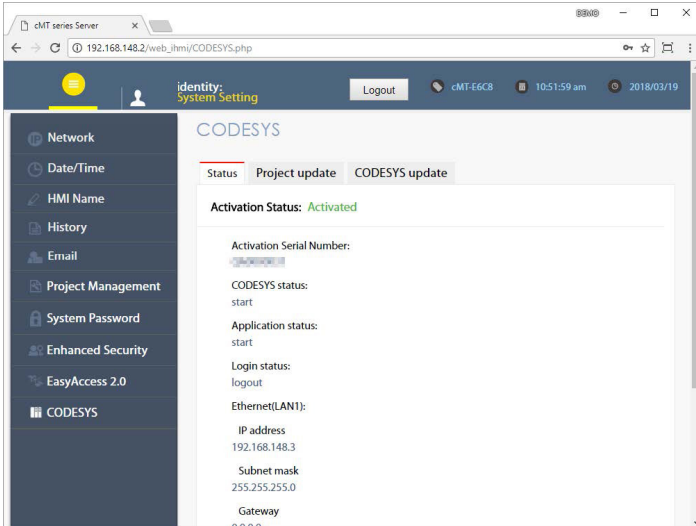 DEMO
cMT series Server
192.168.148.2/web_ihmi/CODESYS.php
identity:
System Setting
Logout
cMT-E6C8
10:51:59 am
2018/03/19
Network
Date/Time
HMI Name
History
Email
Project Management
System Password
Enhanced Security
EasyAccess 2.0
CODESYS
CODESYS
Status
Project update
CODESYS update
Activation Status: Activated
Activation Serial Number:
CODESYS status:
start
Application status:
start
Login status:
logout
Ethernet(LAN1):
IP address
192.168.148.3
Subnet mask
255.255.255.0
Gateway